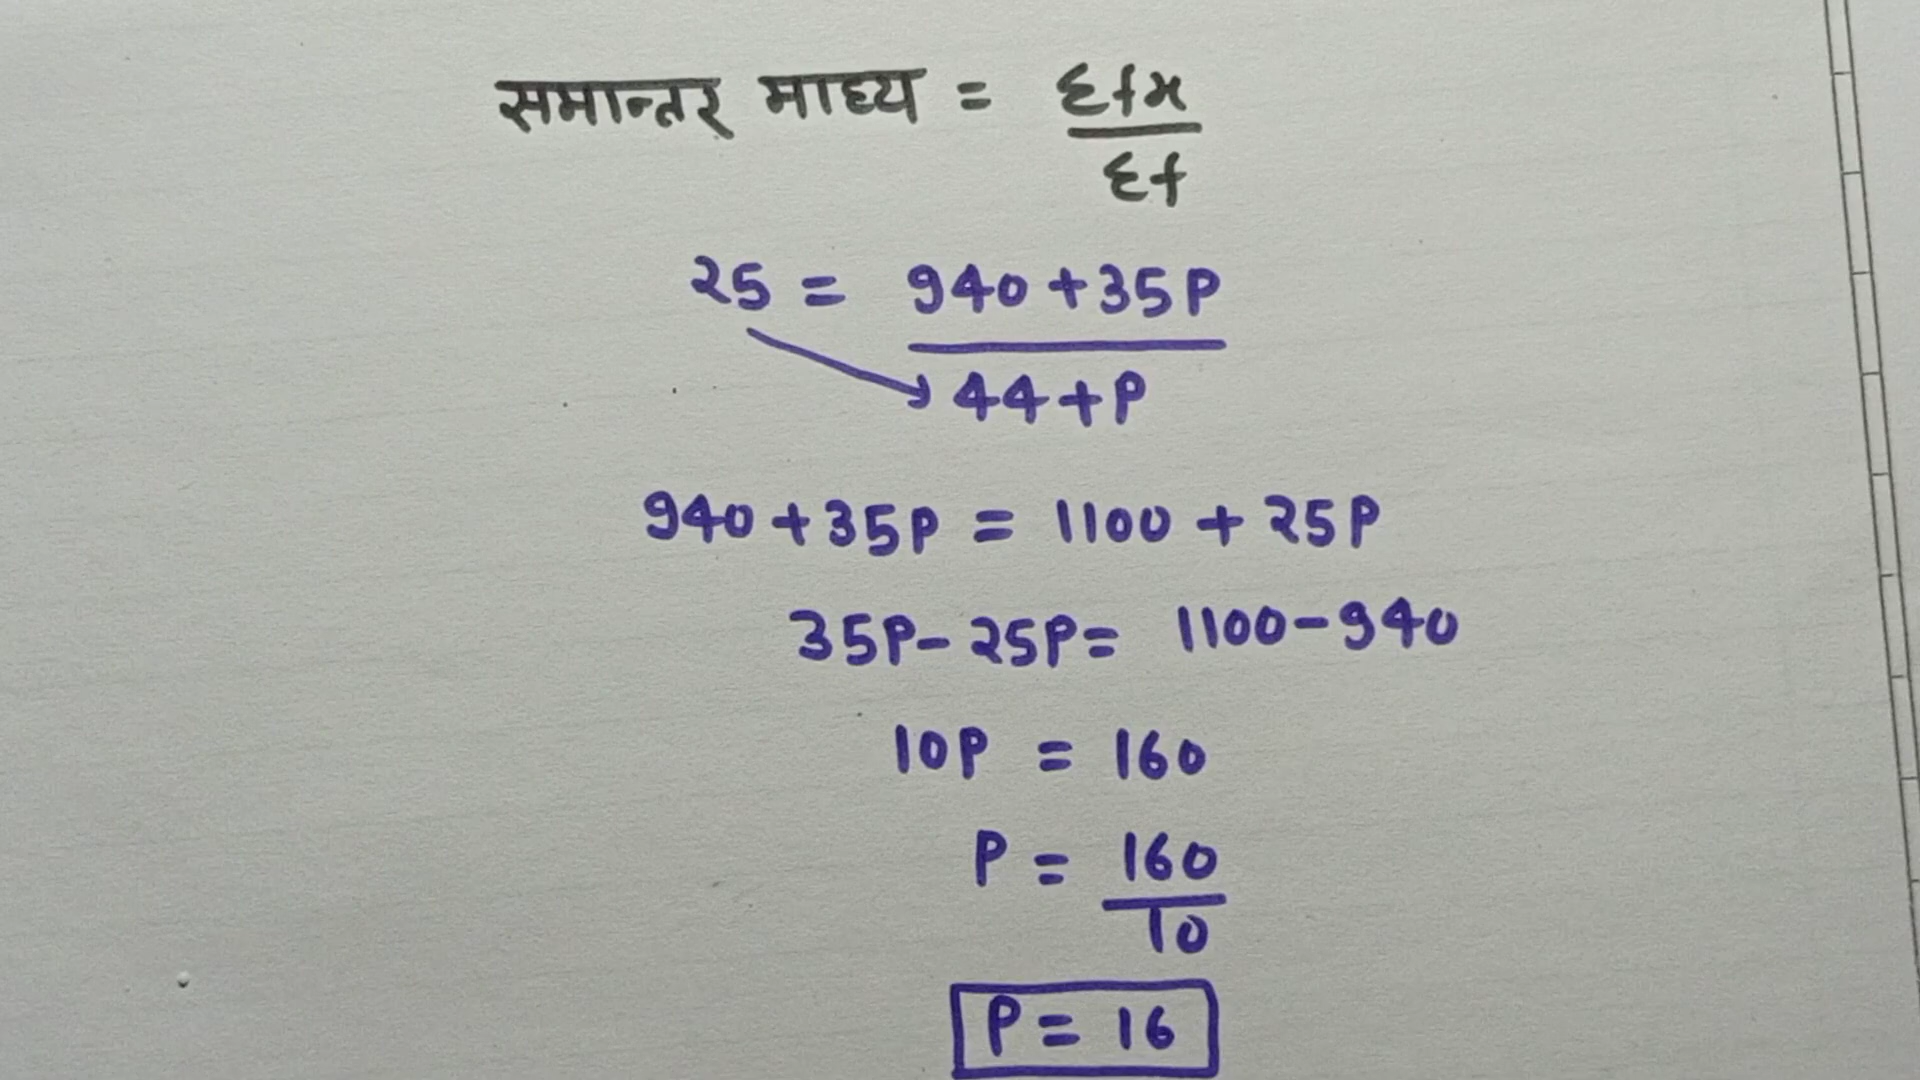 समान्तर माध्य = Σfx / Σf
25 = 940 + 35P / 44 + P
940 + 35P = 1100 + 25P
35P - 25P = 1100 - 940
10P = 160
P = 160 / 10
P = 16